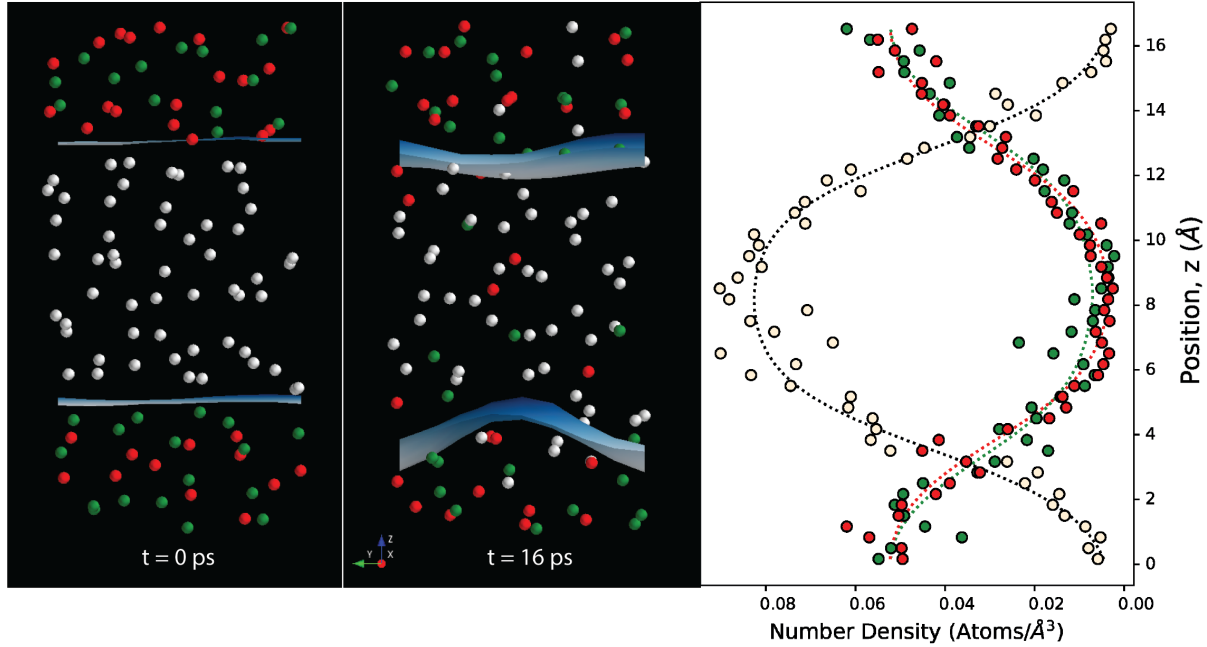 t = 0 ps
t = 16 ps
Z
Y
X
16
14
12
10
8
6
4
2
0
Position, z (Å)
0.08
0.06
0.04
0.02
0.00
Number Density (Atoms/Å³)